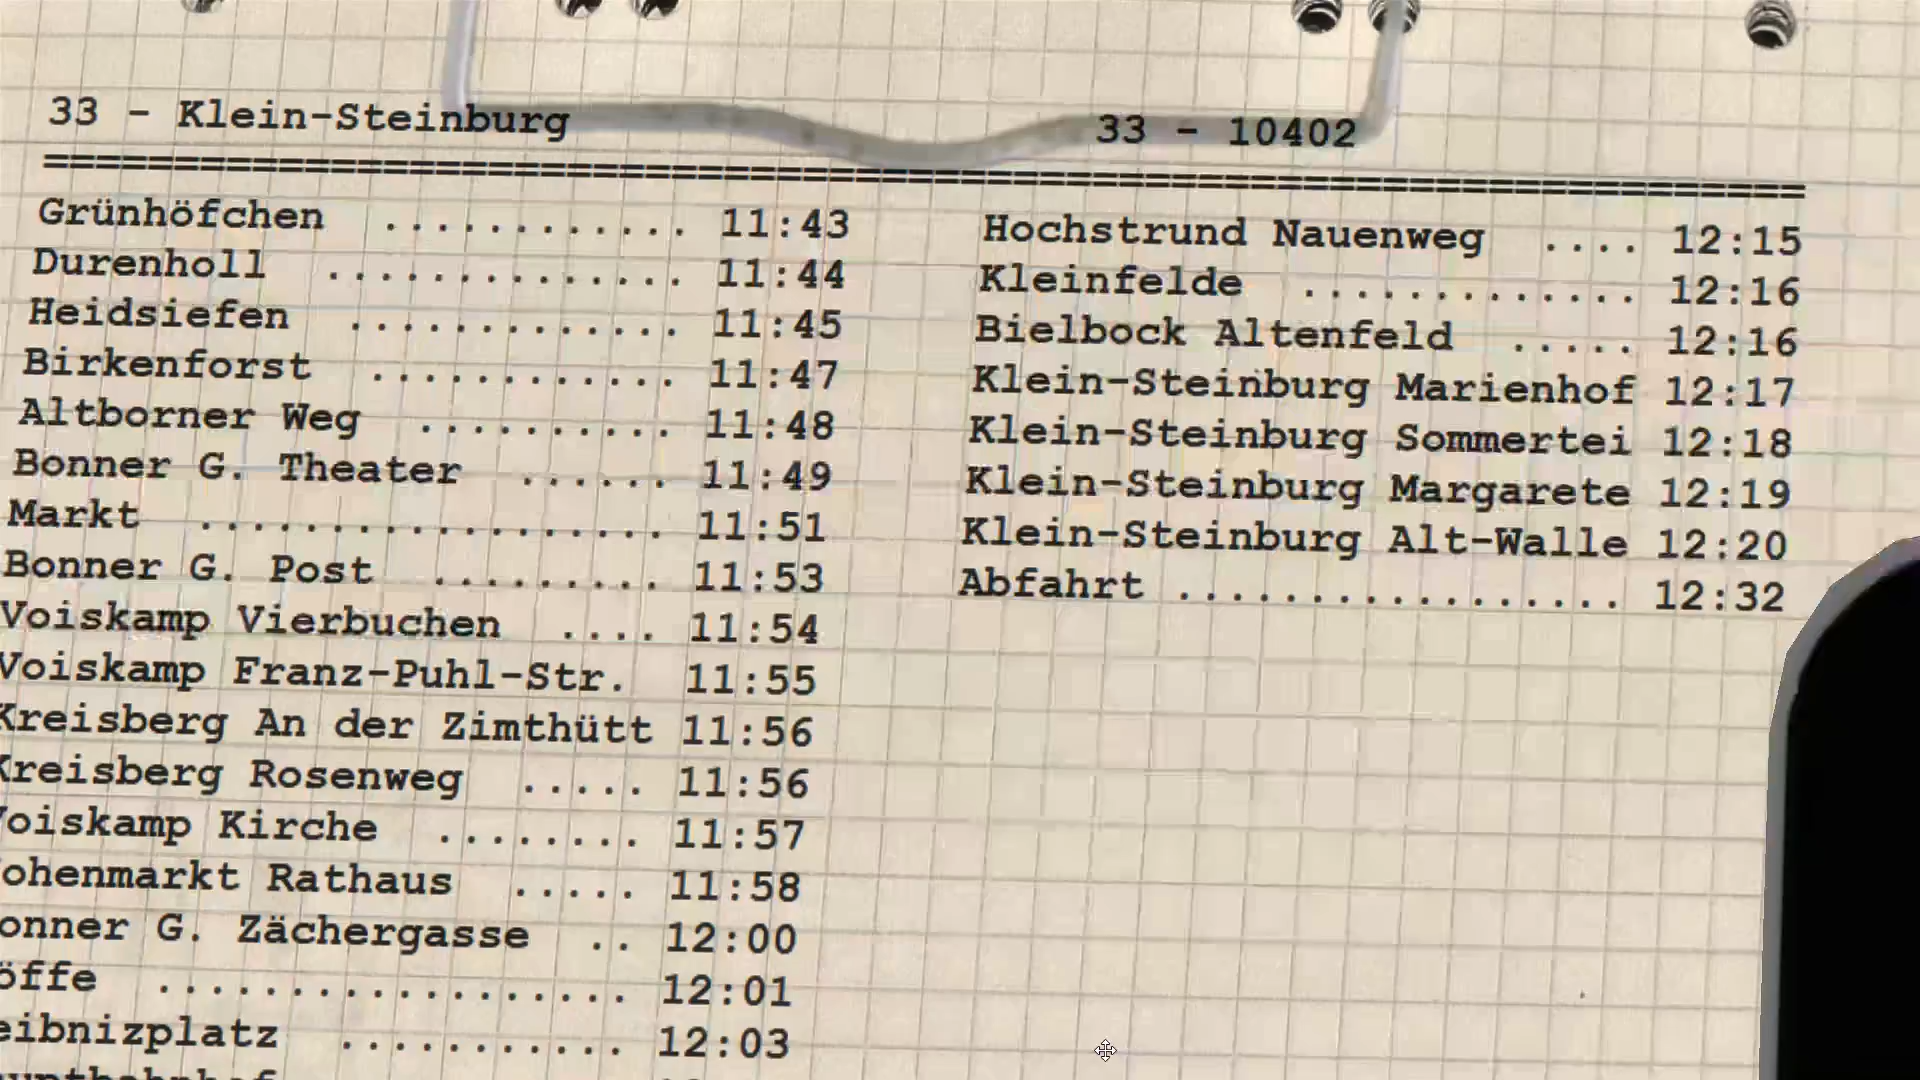 33 - Klein-Steinburg
33 - 10402
Grünhöfchen ............ 11:43
Durenholl .............. 11:44
Heidsiefen ............. 11:45
Birkenforst ............ 11:47
Altborner Weg .......... 11:48
Bonner G. Theater ...... 11:49
Markt .................. 11:51
Bonner G. Post ......... 11:53
Voiskamp Vierbuchen .... 11:54
Voiskamp Franz-Puhl-Str. 11:55
Kreisberg An der Zimthütt 11:56
Kreisberg Rosenweg ..... 11:56
Voiskamp Kirche ........ 11:57
ohenmarkt Rathaus ..... 11:58
onner G. Zächergasse .. 12:00
öffe .................. 12:01
eibnizplatz ........... 12:03
Hochstrund Nauenweg .... 12:15
Kleinfelde ............. 12:16
Bielbock Altenfeld ..... 12:16
Klein-Steinburg Marienhof 12:17
Klein-Steinburg Sommertei 12:18
Klein-Steinburg Margarete 12:19
Klein-Steinburg Alt-Walle 12:20
Abfahrt ................. 12:32